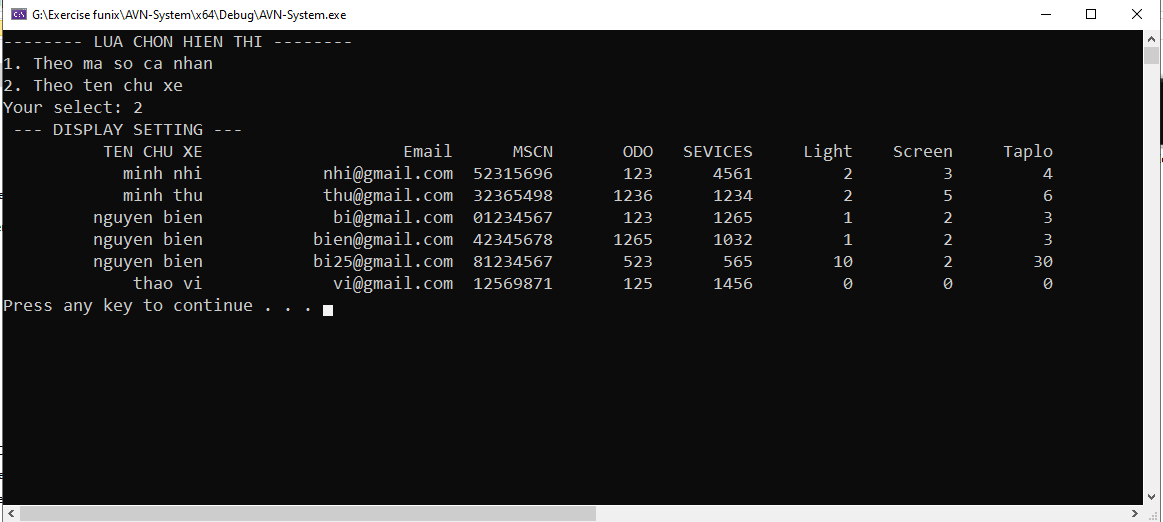 G:\Exercise funix\AVN-System\x64\Debug\AVN-System.exe
-------- LUA CHON HIEN THI --------
1. Theo ma so ca nhan
2. Theo ten chu xe
Your select: 2
--- DISPLAY SETTING ---
TEN CHU XE Email MSCN ODO SEVICES Light Screen Taplo
minh nhi nhi@gmail.com 52315696 123 4561 2 3 4
minh thu thu@gmail.com 32365498 1236 1234 2 5 6
nguyen bien bi@gmail.com 01234567 123 1265 1 2 3
nguyen bien bien@gmail.com 42345678 1265 1032 1 2 3
nguyen bien bi25@gmail.com 81234567 523 565 10 2 30
thao vi vi@gmail.com 12569871 125 1456 0 0 0
Press any key to continue . . .